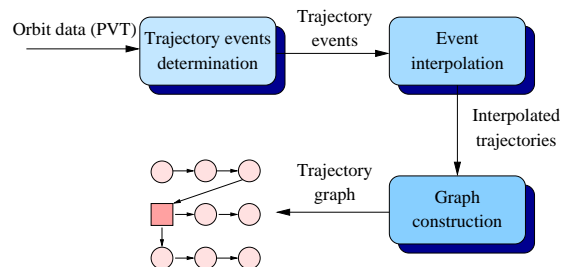 Orbit data (PVT)
Trajectory events
determination
Trajectory
events
Event
interpolation
Interpolated
trajectories
Graph
construction
Trajectory
graph